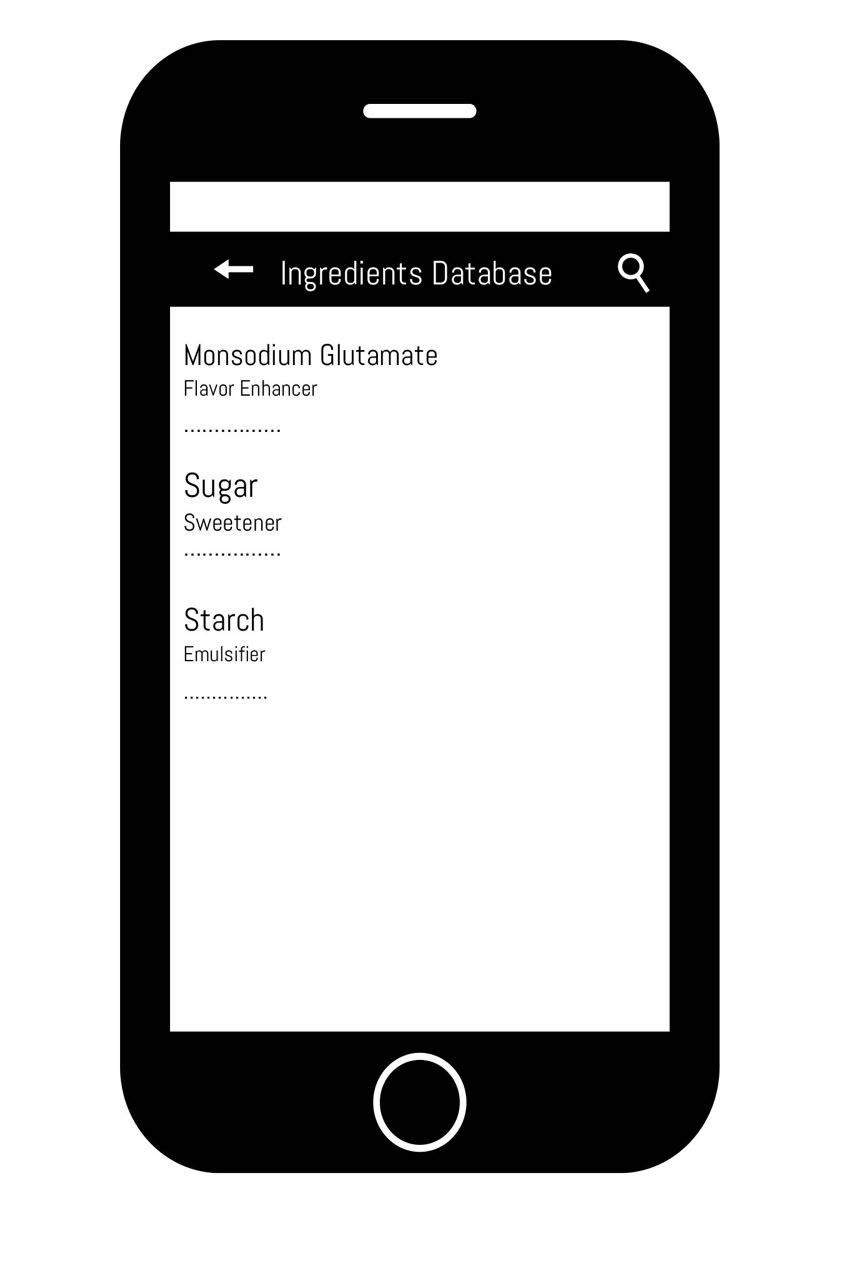 Ingredients Database
Monsodium Glutamate
Flavor Enhancer
................
Sugar
Sweetener
................
Starch
Emulsifier
...............